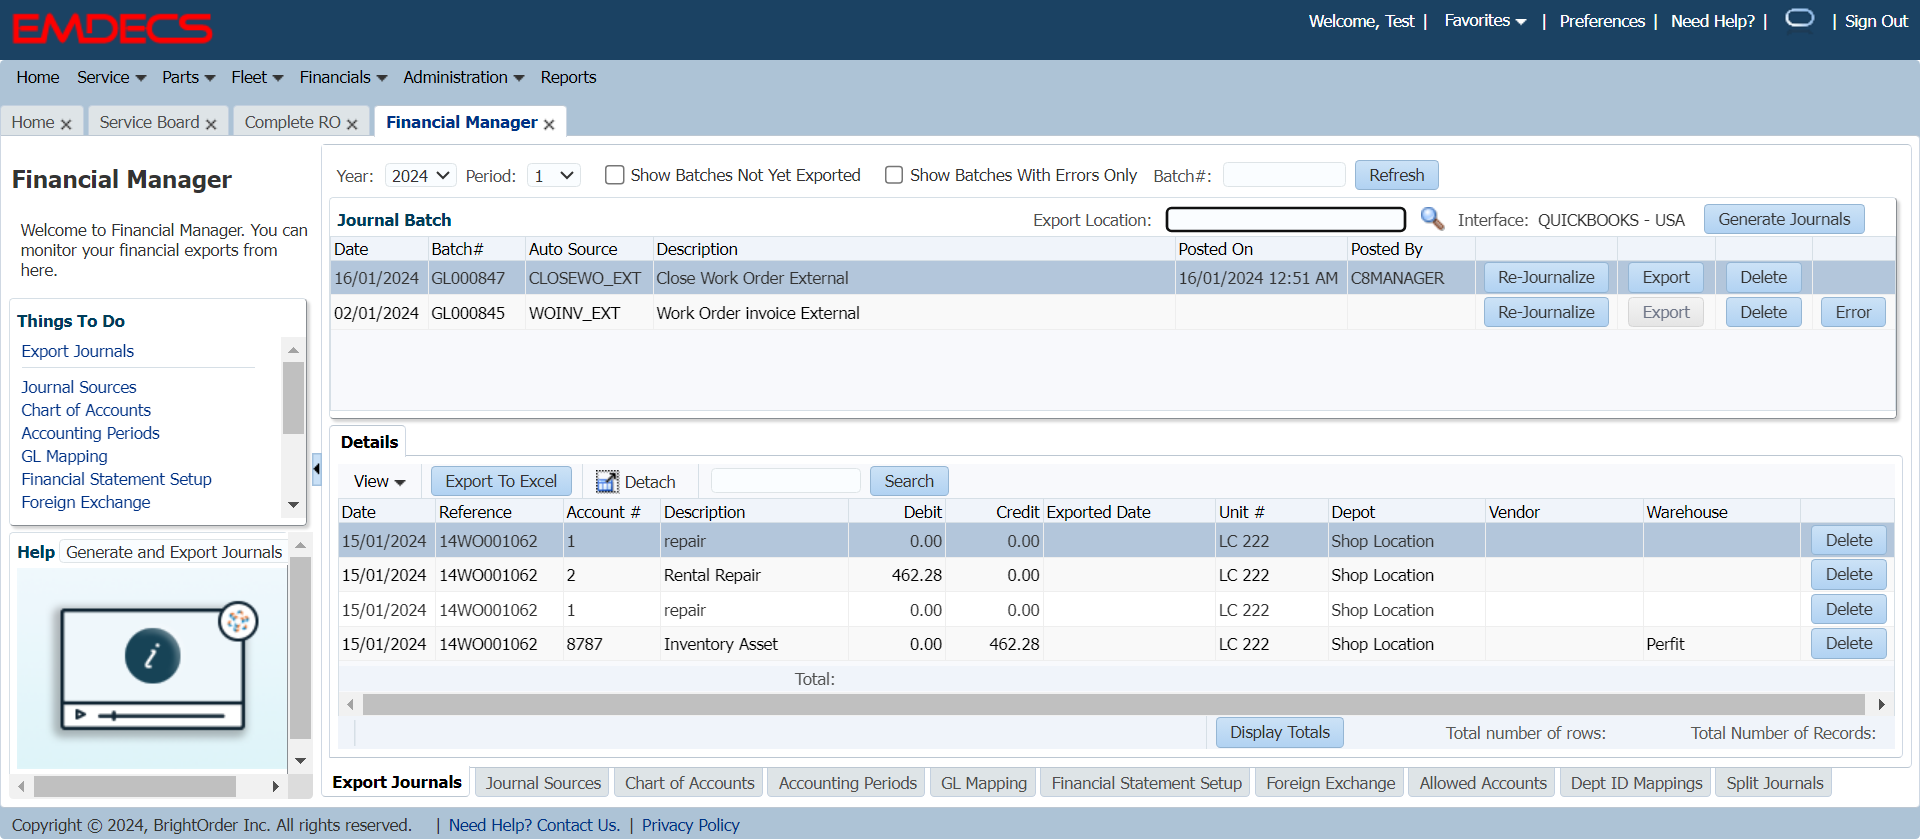 EMDECS
Welcome, Test | Favorites | Preferences | Need Help? | | Sign Out
Home Service Parts Fleet Financials Administration Reports
Home Service Board Complete RO Financial Manager
Financial Manager
Welcome to Financial Manager. You can
monitor your financial exports from
here.
Things To Do
Export Journals
Journal Sources
Chart of Accounts
Accounting Periods
GL Mapping
Financial Statement Setup
Foreign Exchange
Help Generate and Export Journals
i
Year: 2024 Period: 1 Show Batches Not Yet Exported Show Batches With Errors Only Batch#: Refresh
Journal Batch Export Location: Interface: QUICKBOOKS - USA Generate Journals
Date Batch# Auto Source Description Posted On Posted By
16/01/2024 GL000847 CLOSEWO_EXT Close Work Order External 16/01/2024 12:51 AM C8MANAGER Re-Journalize Export Delete
02/01/2024 GL000845 WOINV_EXT Work Order invoice External Re-Journalize Export Delete Error
Details
View Export To Excel Detach Search
Date Reference Account # Description Debit Credit Exported Date Unit # Depot Vendor Warehouse
15/01/2024 14WO001062 1 repair 0.00 0.00 LC 222 Shop Location Delete
15/01/2024 14WO001062 2 Rental Repair 462.28 0.00 LC 222 Shop Location Delete
15/01/2024 14WO001062 1 repair 0.00 0.00 LC 222 Shop Location Delete
15/01/2024 14WO001062 8787 Inventory Asset 0.00 462.28 LC 222 Shop Location Perfit Delete
Total:
Display Totals Total number of rows: Total Number of Records:
Export Journals Journal Sources Chart of Accounts Accounting Periods GL Mapping Financial Statement Setup Foreign Exchange Allowed Accounts Dept ID Mappings Split Journals
Copyright © 2024, BrightOrder Inc. All rights reserved. | Need Help? Contact Us. | Privacy Policy